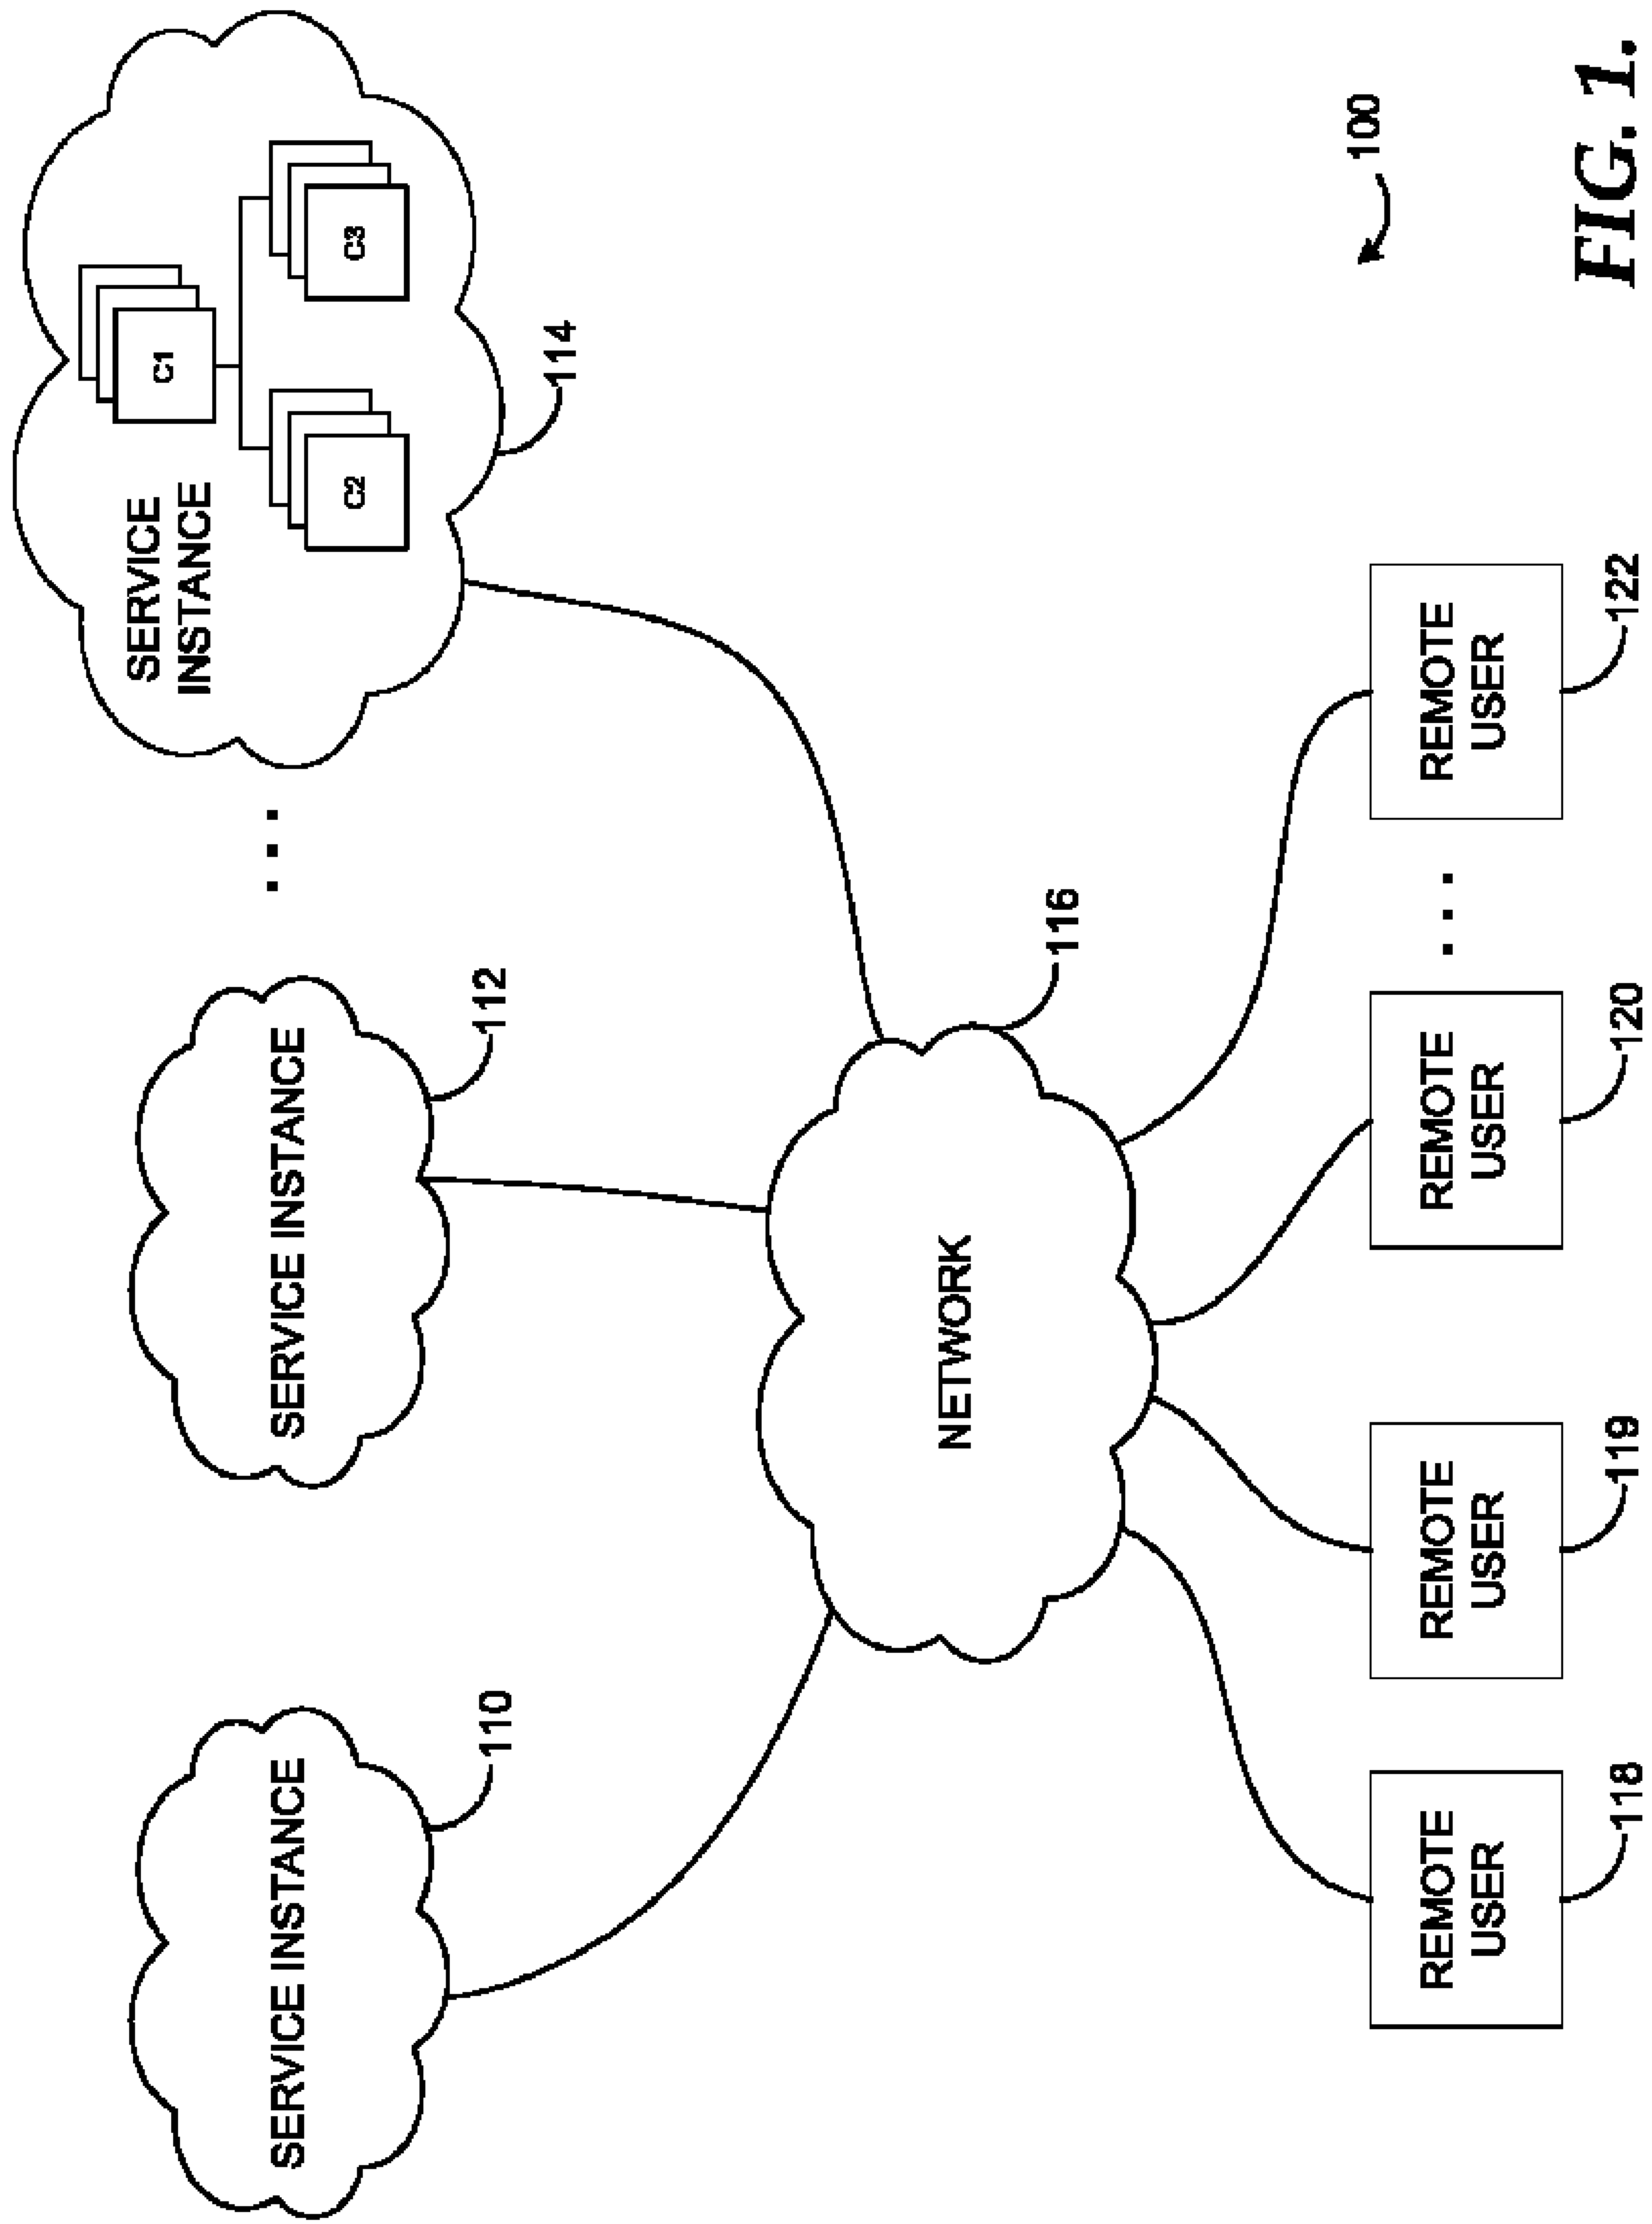 SERVICE INSTANCE
110
SERVICE INSTANCE
112
. . .
SERVICE
INSTANCE
C1
C2
C3
114
NETWORK
116
100
REMOTE
USER
118
REMOTE
USER
119
REMOTE
USER
120
. . .
REMOTE
USER
122
FIG. 1.